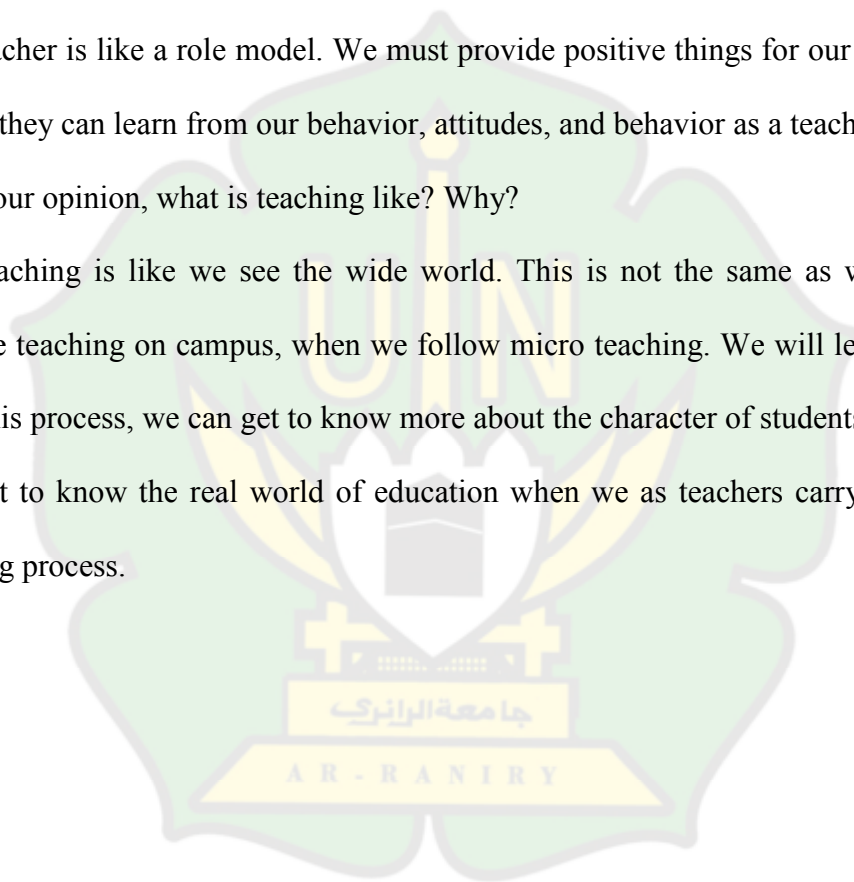 acher is like a role model. We must provide positive things for our
they can learn from our behavior, attitudes, and behavior as a teach
our opinion, what is teaching like? Why?
aching is like we see the wide world. This is not the same as w
e teaching on campus, when we follow micro teaching. We will le
is process, we can get to know more about the character of students
t to know the real world of education when we as teachers carry
g process.
UIN
جامعة الرانري
AR-RANIRY